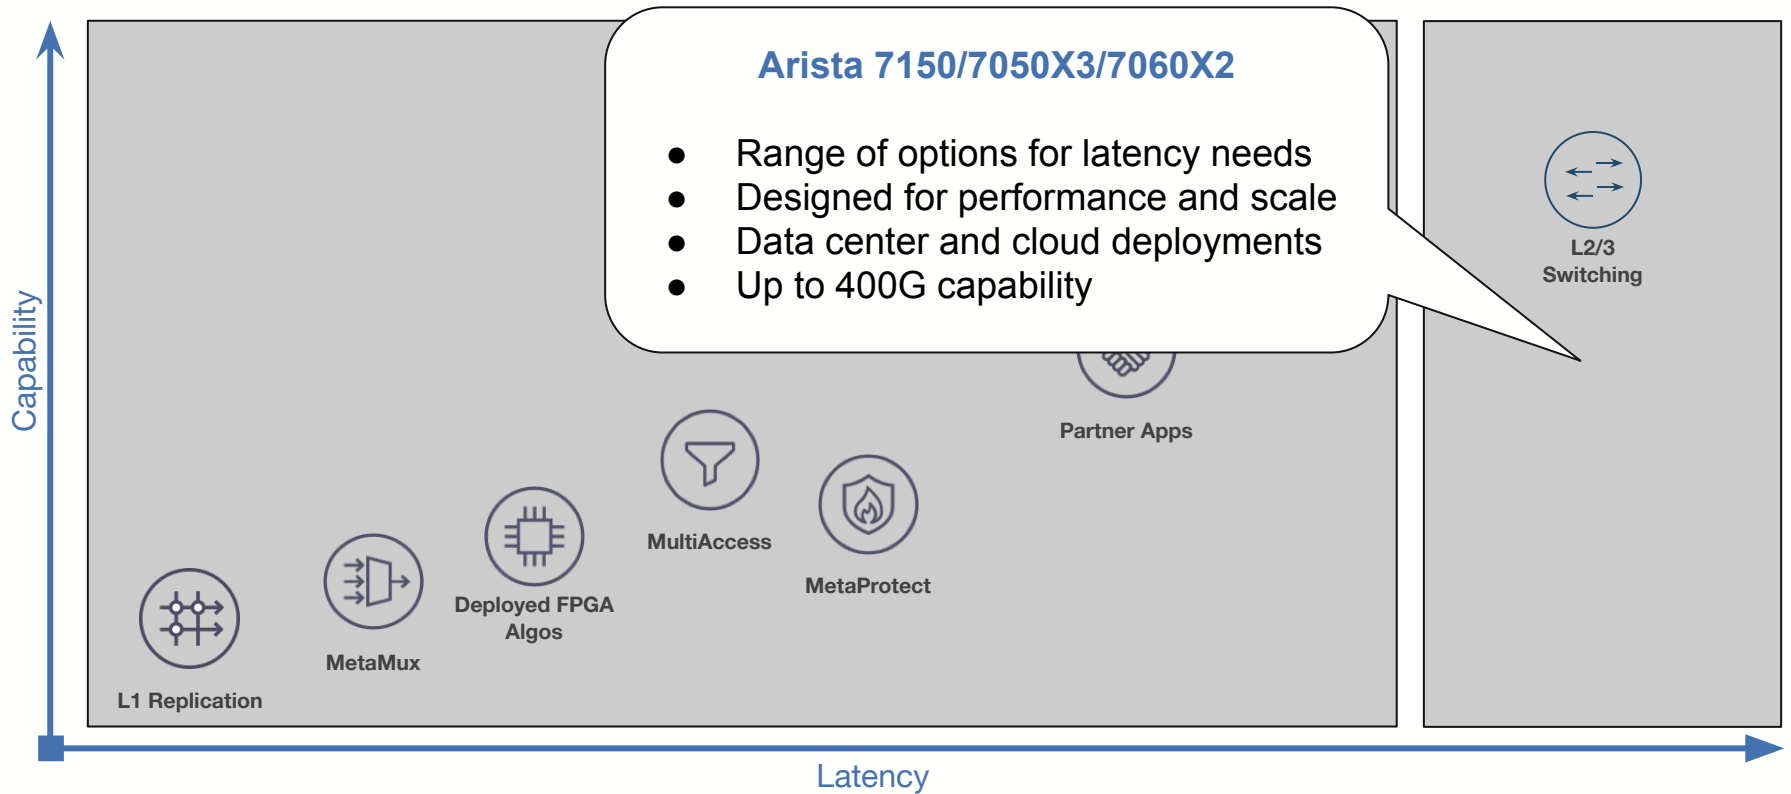 Arista 7150/7050X3/7060X2
● Range of options for latency needs
● Designed for performance and scale
● Data center and cloud deployments
● Up to 400G capability
L2/3
Switching
Capability
Partner Apps
MultiAccess
MetaProtect
Deployed FPGA
Algos
MetaMux
L1 Replication
Latency